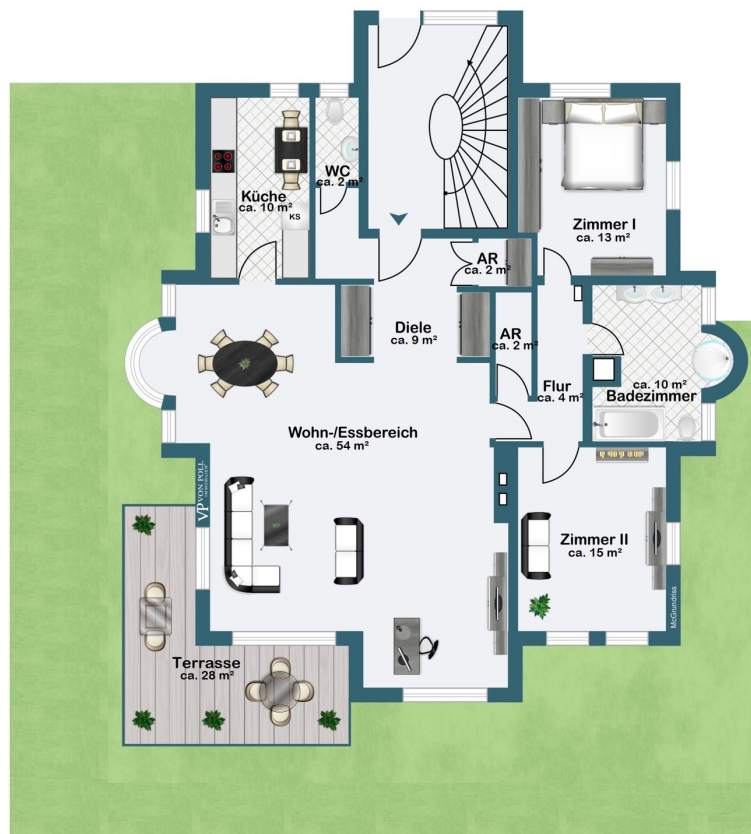 WC
ca. 2 m²
Küche
ca. 10 m²
KS
Zimmer I
ca. 13 m²
AR
ca. 2 m²
Diele
ca. 9 m²
AR
ca. 2 m²
Flur
ca. 4 m²
ca. 10 m²
Badezimmer
Wohn-/Essbereich
ca. 54 m²
VP VON POLL
IMMOBILIEN
Zimmer II
ca. 15 m²
McGrundriss
Terrasse
ca. 28 m²